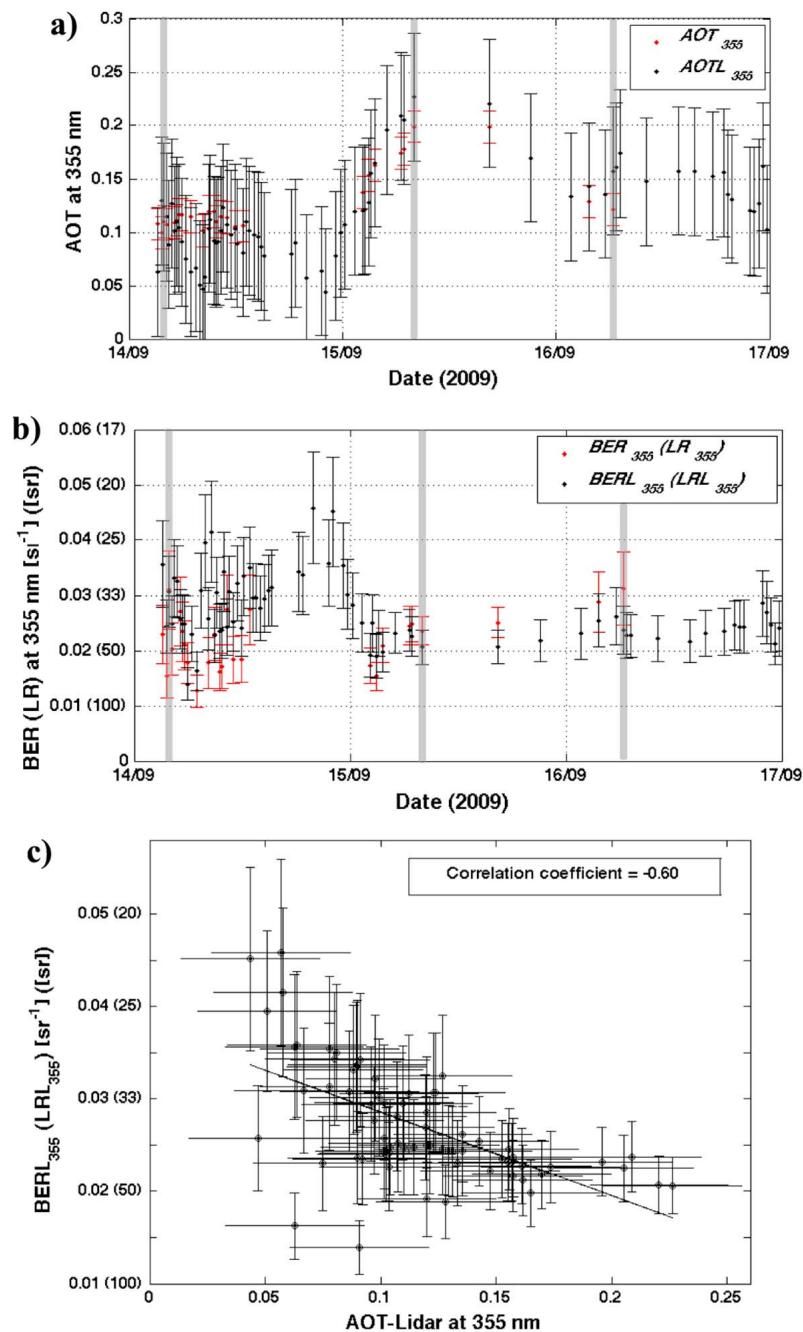 a)
0.3
0.25
0.2
0.15
0.1
0.05
0
AOT at 355 nm
AOT 355
AOTL 355
14/09
15/09
16/09
17/09
Date (2009)
b)
0.06 (17)
0.05 (20)
0.04 (25)
0.03 (33)
0.02 (50)
0.01 (100)
0
BER (LR) at 355 nm [sl-1] ([srl)
BER 355 (LR 355)
BERL 355 (LRL 355)
14/09
15/09
16/09
17/09
Date (2009)
c)
Correlation coefficient = -0.60
0.05 (20)
0.04 (25)
0.03 (33)
0.02 (50)
0.01 (100)
BERL355 (LRL355) [sr-1] ([srl)
0
0.05
0.1
0.15
0.2
0.25
AOT-Lidar at 355 nm